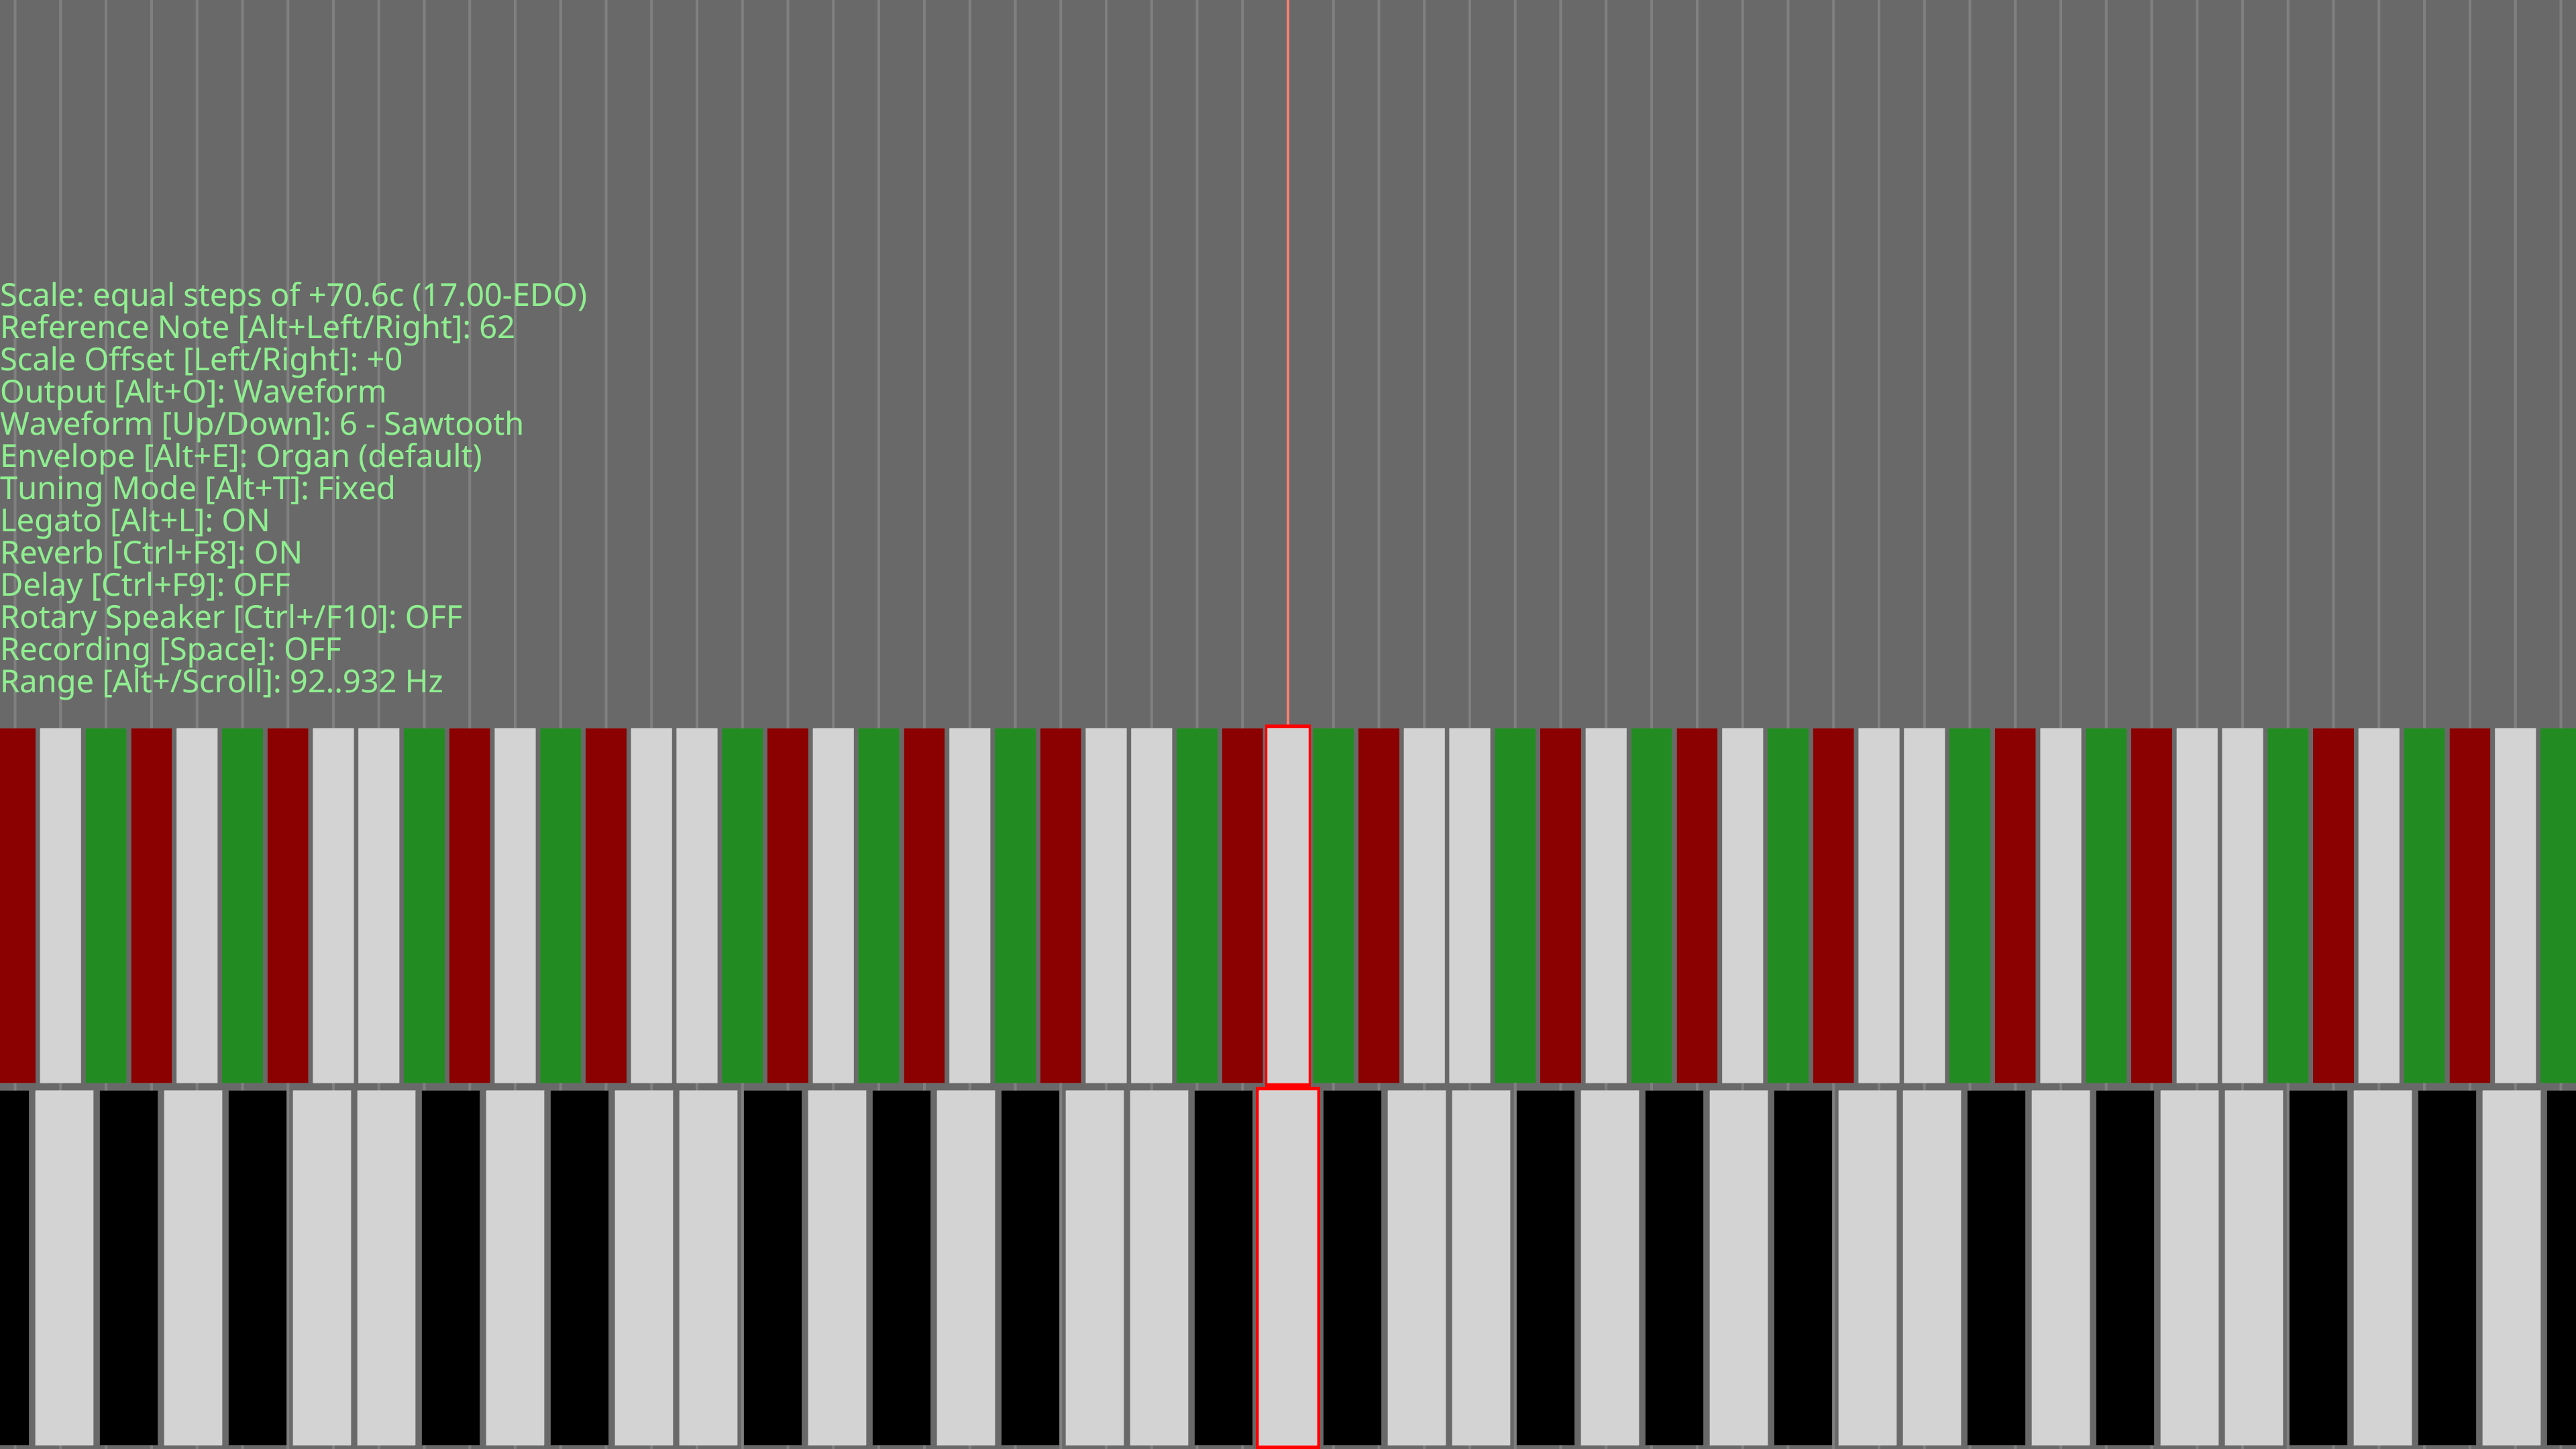 Scale: equal steps of +70.6c (17.00-EDO)
Reference Note [Alt+Left/Right]: 62
Scale Offset [Left/Right]: +0
Output [Alt+O]: Waveform
Waveform [Up/Down]: 6 - Sawtooth
Envelope [Alt+E]: Organ (default)
Tuning Mode [Alt+T]: Fixed
Legato [Alt+L]: ON
Reverb [Ctrl+F8]: ON
Delay [Ctrl+F9]: OFF
Rotary Speaker [Ctrl+/F10]: OFF
Recording [Space]: OFF
Range [Alt+/Scroll]: 92..932 Hz